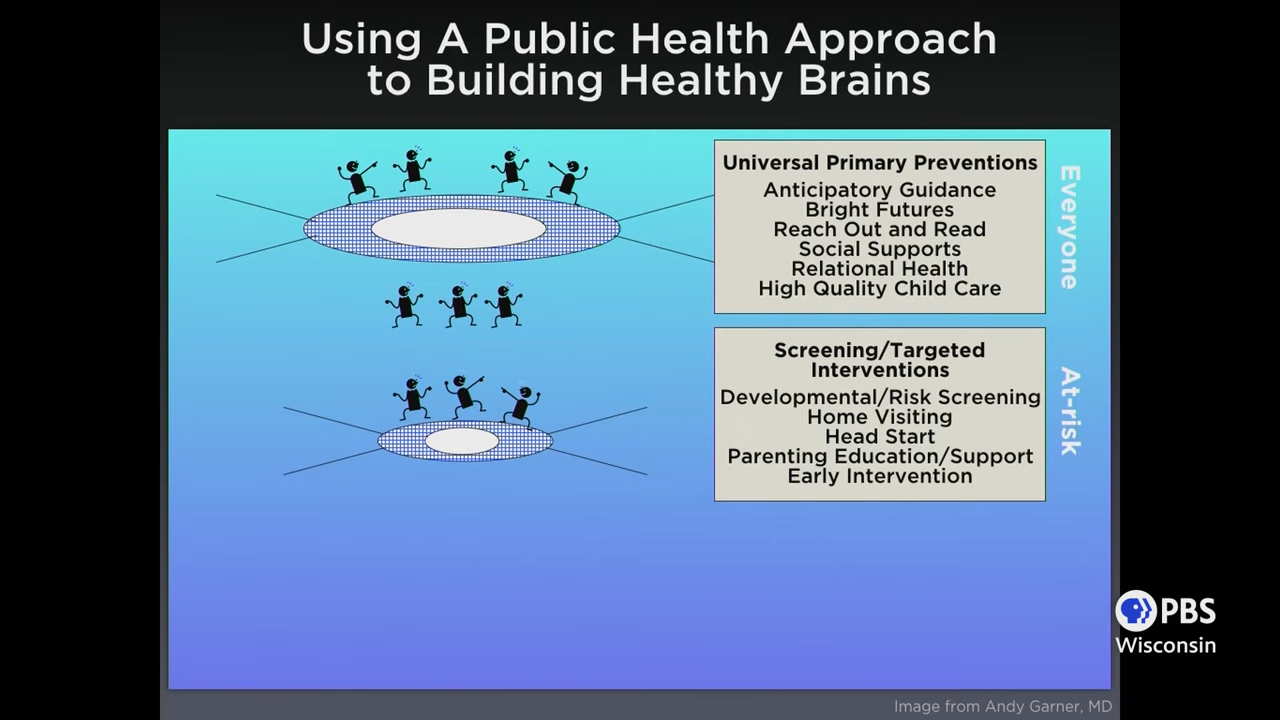 Using A Public Health Approach
to Building Healthy Brains
Universal Primary Preventions
Anticipatory Guidance
Bright Futures
Reach Out and Read
Social Supports
Relational Health
High Quality Child Care
Everyone
Screening/Targeted
Interventions
Developmental/Risk Screening
Home Visiting
Head Start
Parenting Education/Support
Early Intervention
At-risk
PBS
Wisconsin
Image from Andy Garner, MD